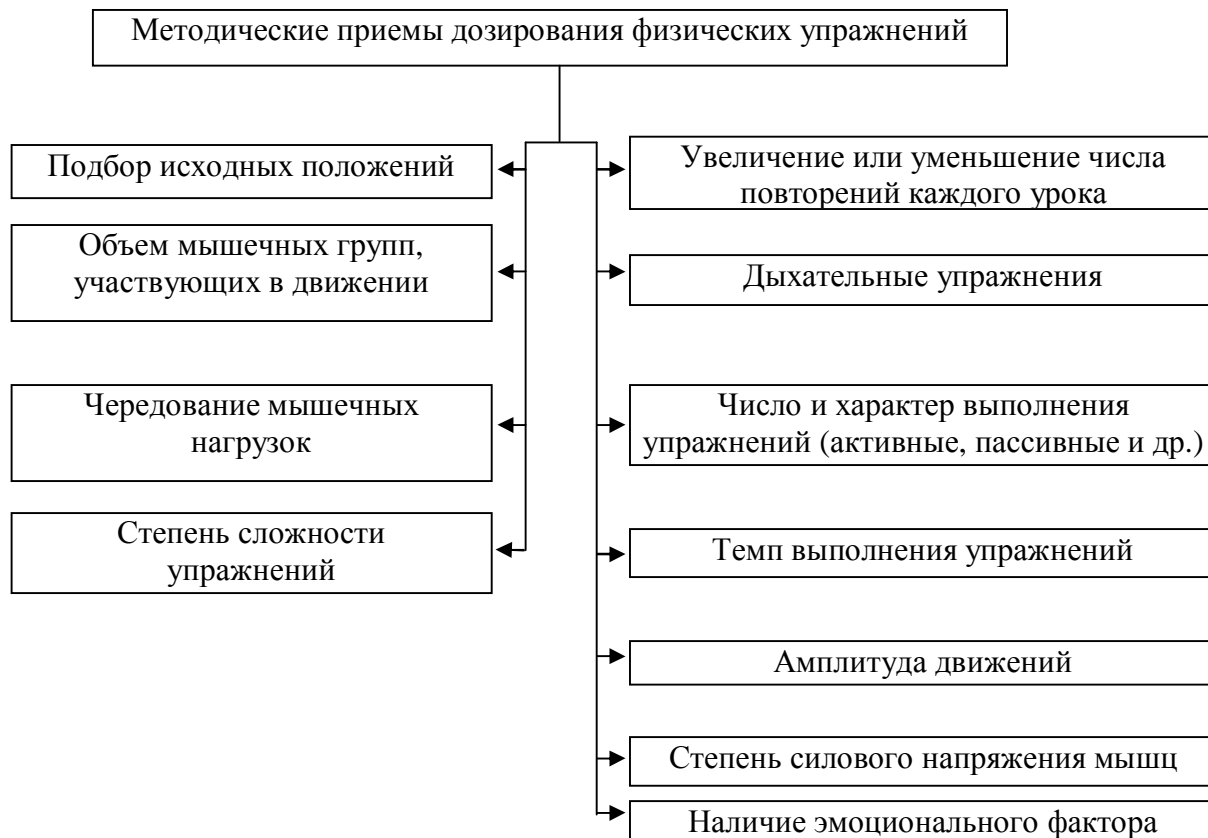 Методические приемы дозирования физических упражнений
Подбор исходных положений
Объем мышечных групп,
участвующих в движении
Чередование мышечных
нагрузок
Степень сложности
упражнений
Увеличение или уменьшение числа
повторений каждого урока
Дыхательные упражнения
Число и характер выполнения
упражнений (активные, пассивные и др.)
Темп выполнения упражнений
Амплитуда движений
Степень силового напряжения мышц
Наличие эмоционального фактора